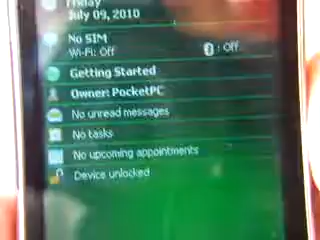 Friday
July 09, 2010
No SIM
Wi-Fi: Off
: Off
Getting Started
Owner: PocketPC
No unread messages
No tasks
No upcoming appointments
Device unlocked